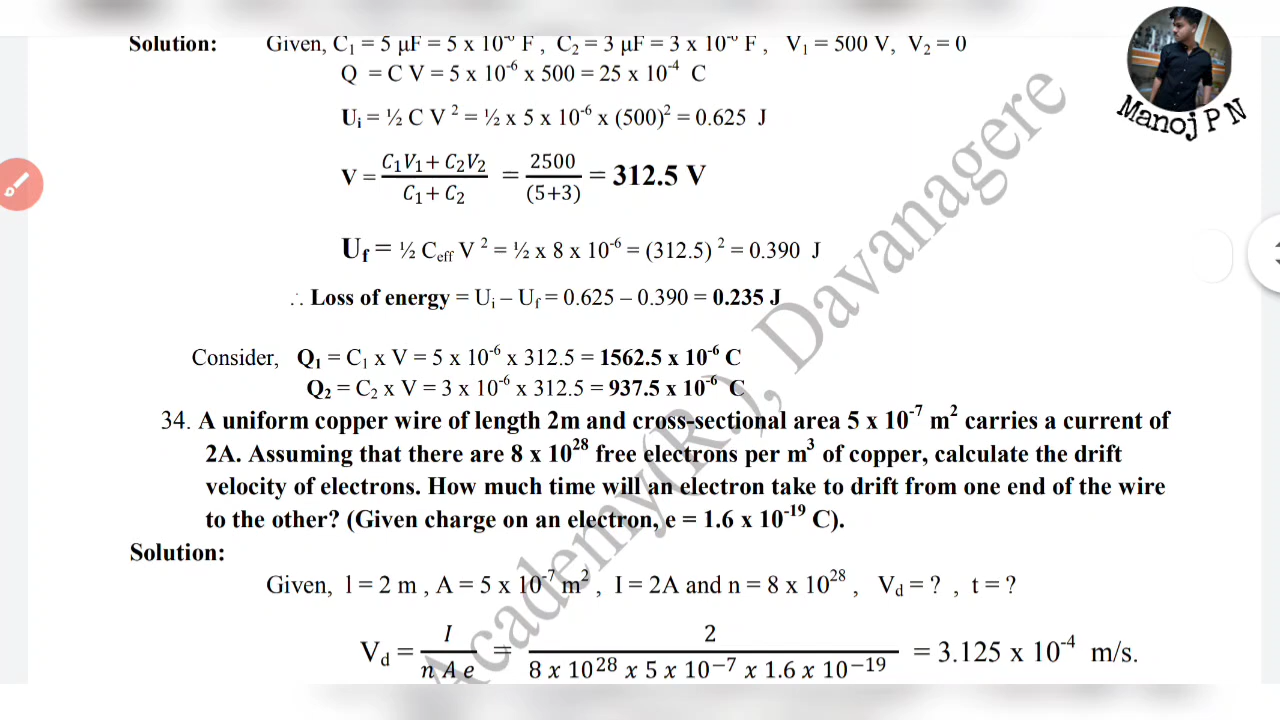 Solution: Given, C₁ = 5 μF = 5 x 10⁻⁶ F , C₂ = 3 μF = 3 x 10⁻⁶ F , V₁ = 500 V, V₂ = 0
Q = C V = 5 x 10⁻⁶ x 500 = 25 x 10⁻⁴ C
Uᵢ = ½ C V ² = ½ x 5 x 10⁻⁶ x (500)² = 0.625 J
V = (C₁V₁ + C₂V₂)/(C₁ + C₂) = 2500/(5+3) = 312.5 V
U_f = ½ C_eff V ² = ½ x 8 x 10⁻⁶ = (312.5) ² = 0.390 J
∴ Loss of energy = Uᵢ – U_f = 0.625 – 0.390 = 0.235 J
Consider, Q₁ = C₁ x V = 5 x 10⁻⁶ x 312.5 = 1562.5 x 10⁻⁶ C
Q₂ = C₂ x V = 3 x 10⁻⁶ x 312.5 = 937.5 x 10⁻⁶ C
34. A uniform copper wire of length 2m and cross-sectional area 5 x 10⁻⁷ m² carries a current of
2A. Assuming that there are 8 x 10²⁸ free electrons per m³ of copper, calculate the drift
velocity of electrons. How much time will an electron take to drift from one end of the wire
to the other? (Given charge on an electron, e = 1.6 x 10⁻¹⁹ C).
Solution:
Given, l = 2 m , A = 5 x 10⁻⁷ m² , I = 2A and n = 8 x 10²⁸ , V_d = ? , t = ?
V_d = I/(n A e) = 2/(8 x 10²⁸ x 5 x 10⁻⁷ x 1.6 x 10⁻¹⁹) = 3.125 x 10⁻⁴ m/s.
Academy(R.), Davanagere
Manoj P N